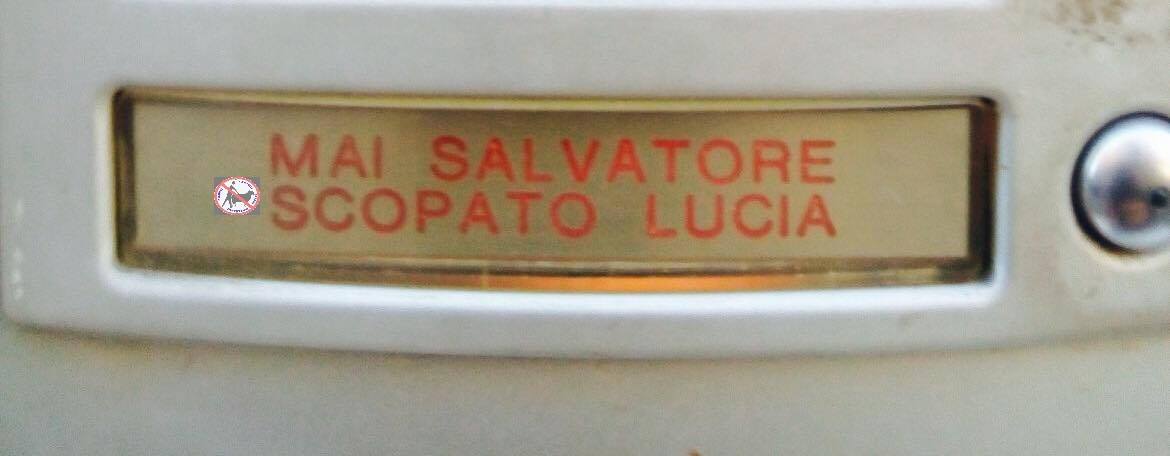 MAI SALVATORE
SCOPATO LUCIA